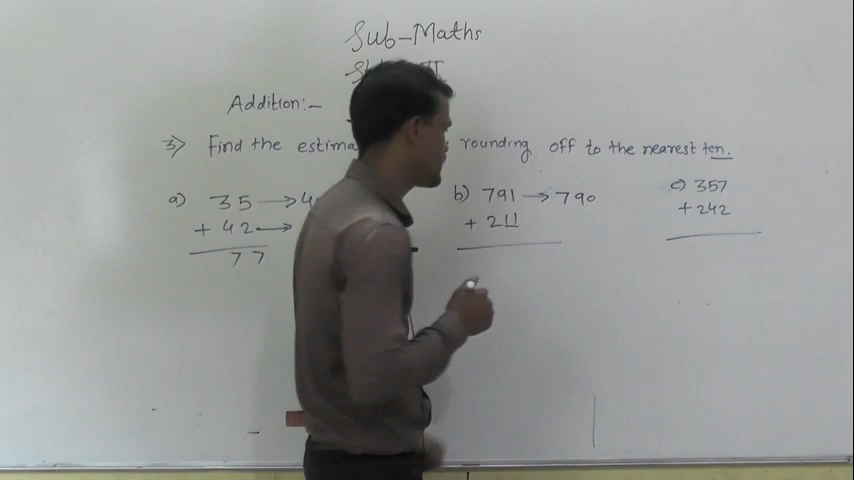 Sub-Maths
Addition:-
3> Find the estima rounding off to the nearest ten.
a) 35 → 4 b) 791 → 790 c) 357
+ 42 → + 211 + 242
77